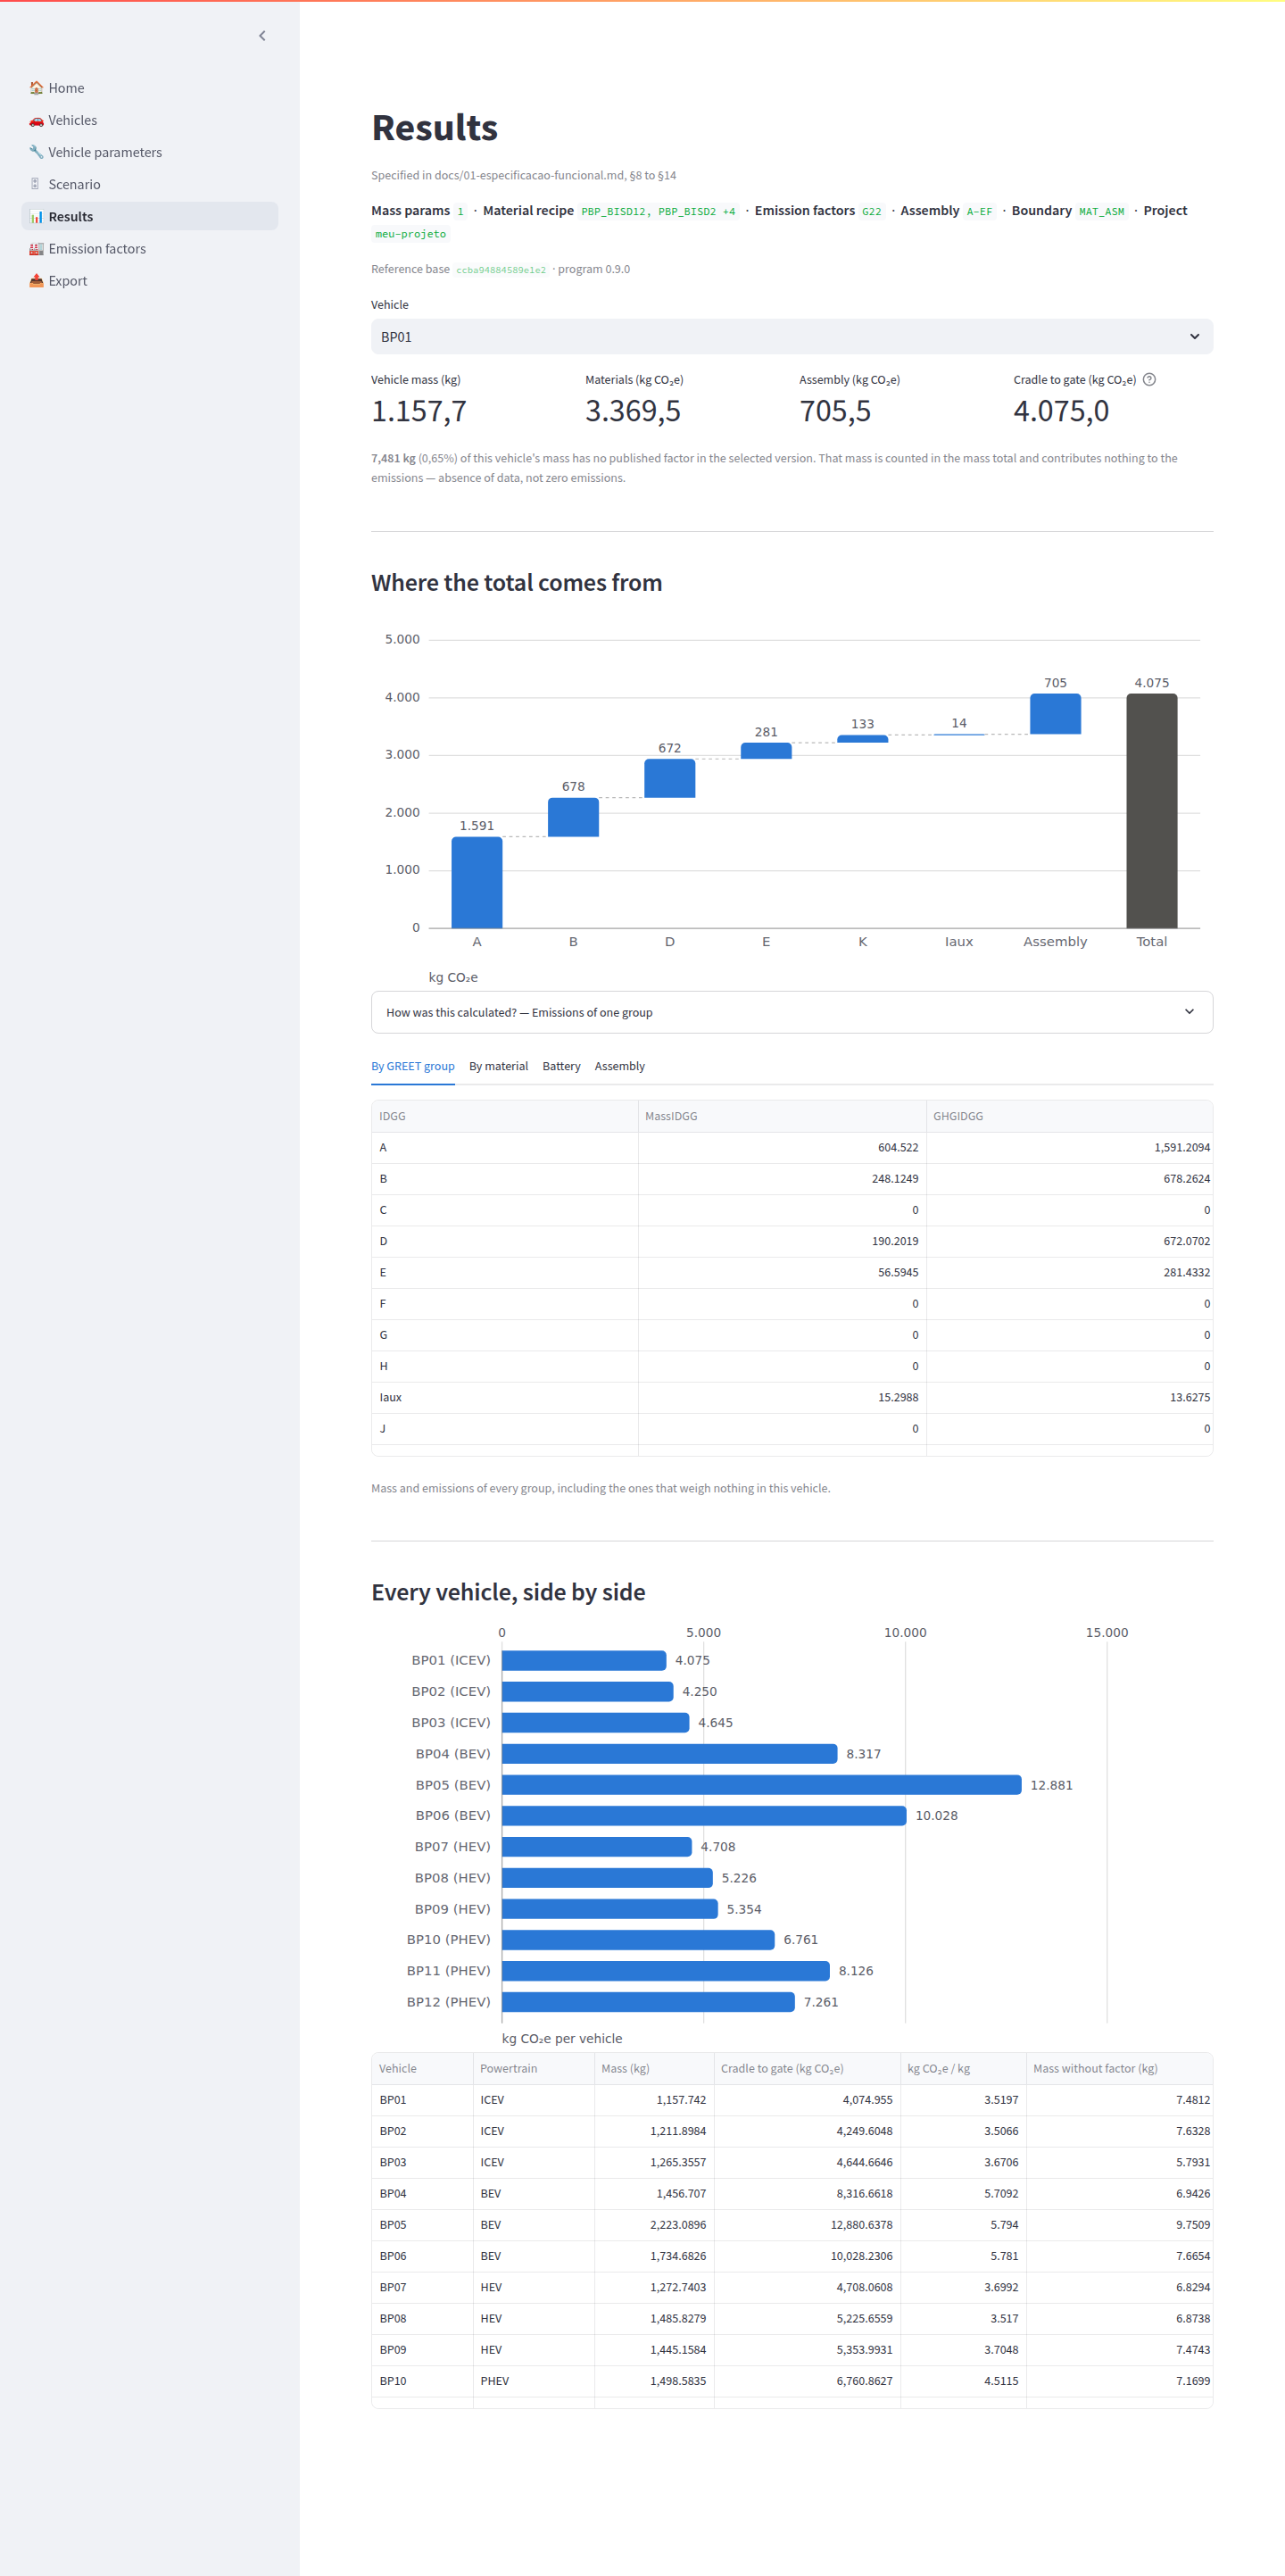 🏠 Home
🚗 Vehicles
🔧 Vehicle parameters
🎚 Scenario
📊 Results
🏭 Emission factors
📤 Export
Results
Specified in docs/01-especificacao-funcional.md, §8 to §14
Mass params 1 · Material recipe PBP_BISD12, PBP_BISD2 +4 · Emission factors G22 · Assembly A-EF · Boundary MAT_ASM · Project
meu-projeto
Reference base ccba94884589e1e2 · program 0.9.0
Vehicle
BP01
Vehicle mass (kg) Materials (kg CO₂e) Assembly (kg CO₂e) Cradle to gate (kg CO₂e)
1.157,7 3.369,5 705,5 4.075,0
7,481 kg (0,65%) of this vehicle's mass has no published factor in the selected version. That mass is counted in the mass total and contributes nothing to the
emissions — absence of data, not zero emissions.
Where the total comes from
5.000
4.000
3.000
2.000
1.000
0
1.591 678 672 281 133 14 705 4.075
A B D E K Iaux Assembly Total
kg CO₂e
How was this calculated? — Emissions of one group
By GREET group By material Battery Assembly
IDGG MassIDGG GHGIDGG
A 604.522 1,591.2094
B 248.1249 678.2624
C 0 0
D 190.2019 672.0702
E 56.5945 281.4332
F 0 0
G 0 0
H 0 0
Iaux 15.2988 13.6275
J 0 0
Mass and emissions of every group, including the ones that weigh nothing in this vehicle.
Every vehicle, side by side
0 5.000 10.000 15.000
BP01 (ICEV) 4.075
BP02 (ICEV) 4.250
BP03 (ICEV) 4.645
BP04 (BEV) 8.317
BP05 (BEV) 12.881
BP06 (BEV) 10.028
BP07 (HEV) 4.708
BP08 (HEV) 5.226
BP09 (HEV) 5.354
BP10 (PHEV) 6.761
BP11 (PHEV) 8.126
BP12 (PHEV) 7.261
kg CO₂e per vehicle
Vehicle Powertrain Mass (kg) Cradle to gate (kg CO₂e) kg CO₂e / kg Mass without factor (kg)
BP01 ICEV 1,157.742 4,074.955 3.5197 7.4812
BP02 ICEV 1,211.8984 4,249.6048 3.5066 7.6328
BP03 ICEV 1,265.3557 4,644.6646 3.6706 5.7931
BP04 BEV 1,456.707 8,316.6618 5.7092 6.9426
BP05 BEV 2,223.0896 12,880.6378 5.794 9.7509
BP06 BEV 1,734.6826 10,028.2306 5.781 7.6654
BP07 HEV 1,272.7403 4,708.0608 3.6992 6.8294
BP08 HEV 1,485.8279 5,225.6559 3.517 6.8738
BP09 HEV 1,445.1584 5,353.9931 3.7048 7.4743
BP10 PHEV 1,498.5835 6,760.8627 4.5115 7.1699